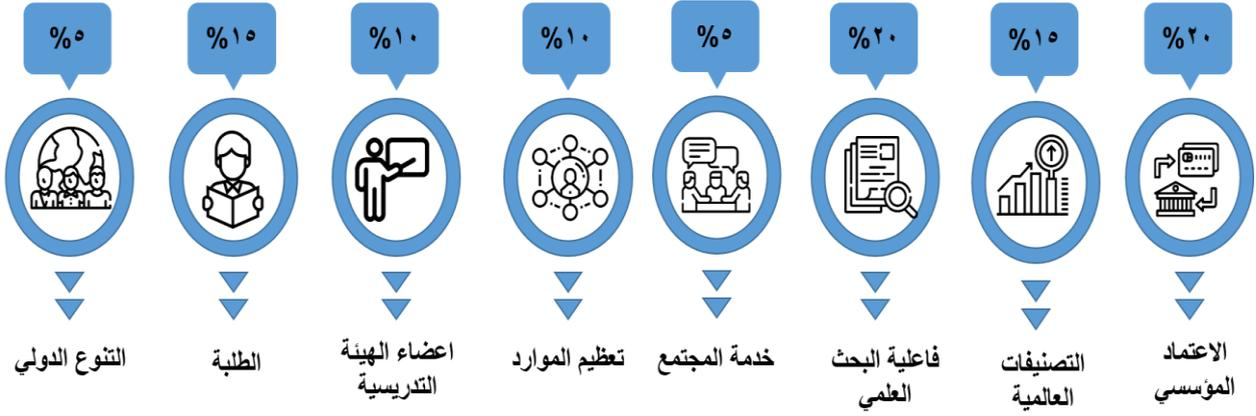 %٢٠
%١٥
%٢٠
%٥
%١٠
%١٠
%١٥
%٥
الاعتماد
المؤسسي
التصنيفات
العالمية
فاعلية البحث
العلمي
خدمة المجتمع
تعظيم الموارد
اعضاء الهيئة
التدريسية
الطلبة
التنوع الدولي